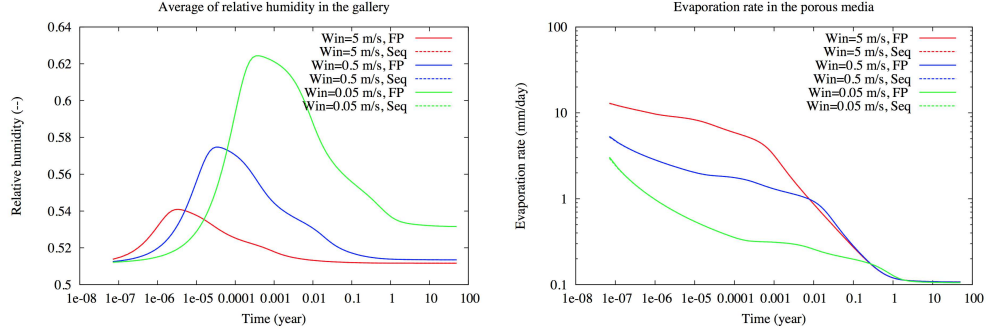 Average of relative humidity in the gallery
0.64
0.62
0.6
0.58
0.56
0.54
0.52
0.5
Relative humidity (--)
Win=5 m/s, FP
Win=5 m/s, Seq
Win=0.5 m/s, FP
Win=0.5 m/s, Seq
Win=0.05 m/s, FP
Win=0.05 m/s, Seq
1e-08 1e-07 1e-06 1e-05 0.0001 0.001 0.01 0.1 1 10 100
Time (year)
Evaporation rate in the porous media
100
10
1
0.1
Evaporation rate (mm/day)
Win=5 m/s, FP
Win=5 m/s, Seq
Win=0.5 m/s, FP
Win=0.5 m/s, Seq
Win=0.05 m/s, FP
Win=0.05 m/s, Seq
1e-08 1e-07 1e-06 1e-05 0.0001 0.001 0.01 0.1 1 10 100
Time (year)